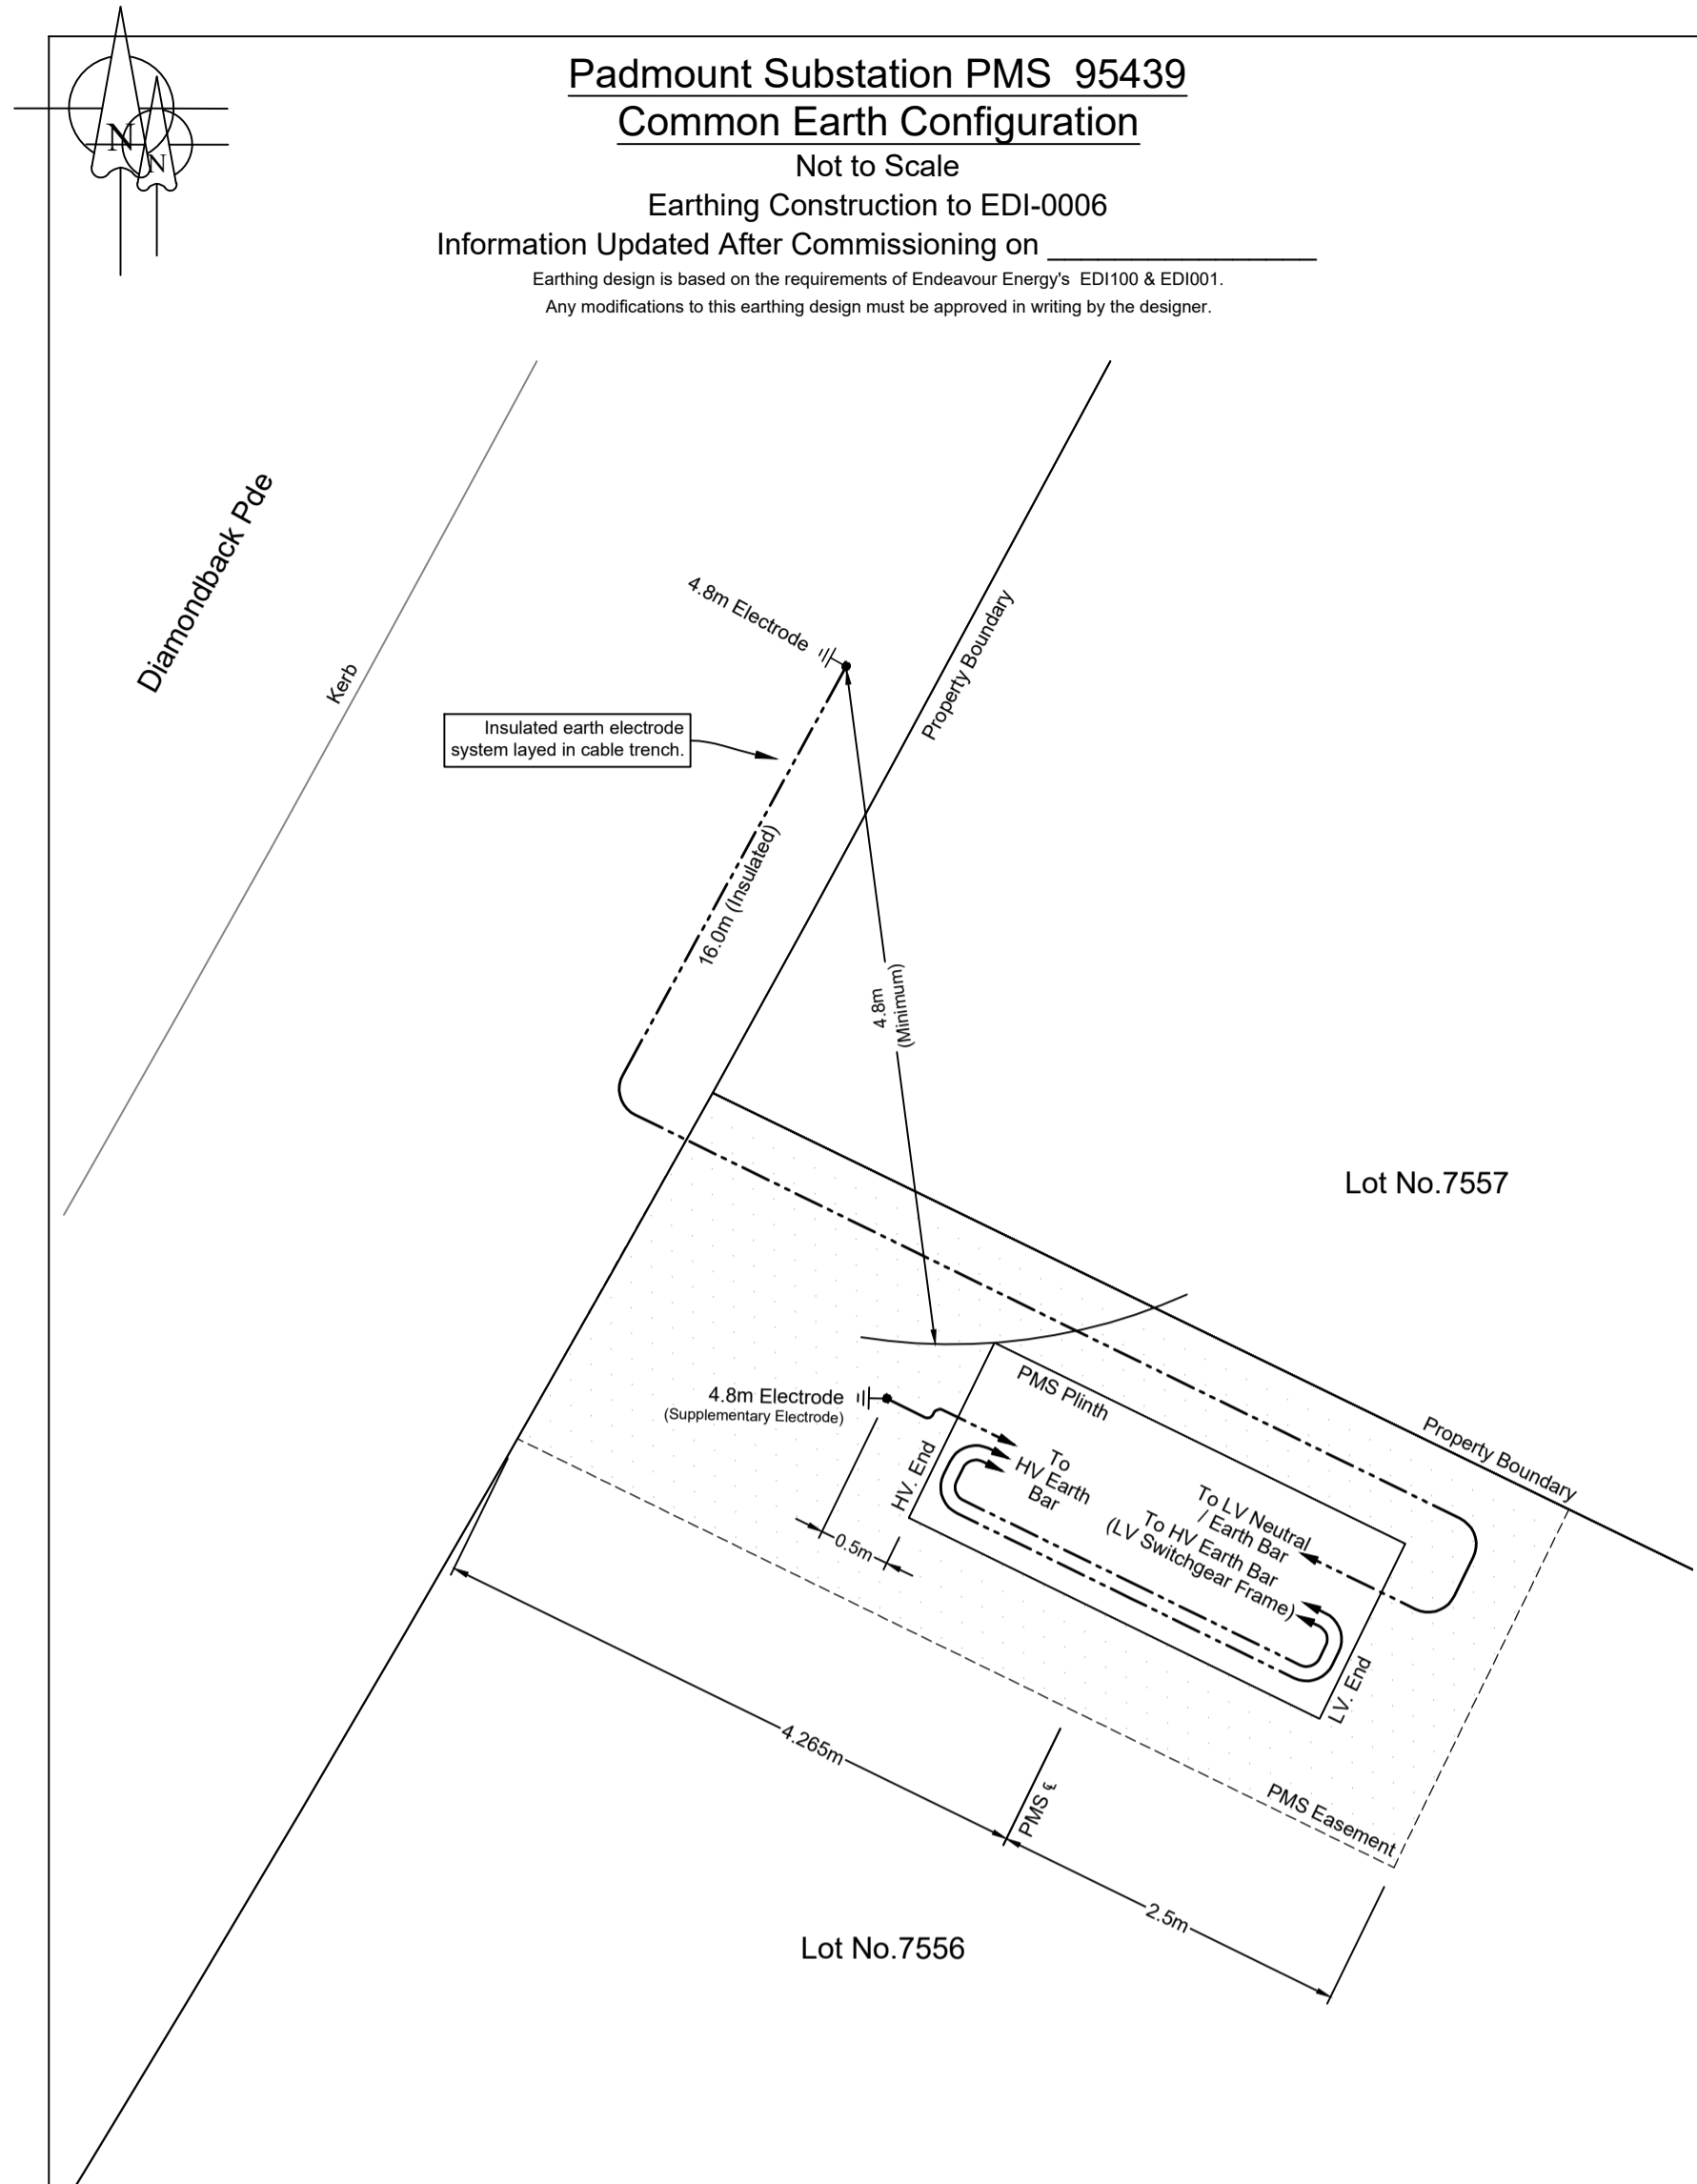 N
N
Padmount Substation PMS  95439
Common Earth Configuration
Not to Scale
Earthing Construction to EDI-0006
Information Updated After Commissioning on ________________
Earthing design is based on the requirements of Endeavour Energy's  EDI100 & EDI001.
Any modifications to this earthing design must be approved in writing by the designer.
Diamondback Pde
Kerb
4.8m Electrode
Property Boundary
Insulated earth electrode
system layed in cable trench.
16.0m (Insulated)
4.8m
(Minimum)
Lot No.7557
4.8m Electrode
(Supplementary Electrode)
PMS Plinth
HV. End
To
HV Earth
Bar
To LV Neutral
/ Earth Bar
To HV Earth Bar
(LV Switchgear Frame)
Property Boundary
0.5m
LV. End
4.265m
PMS ℄
PMS Easement
2.5m
Lot No.7556